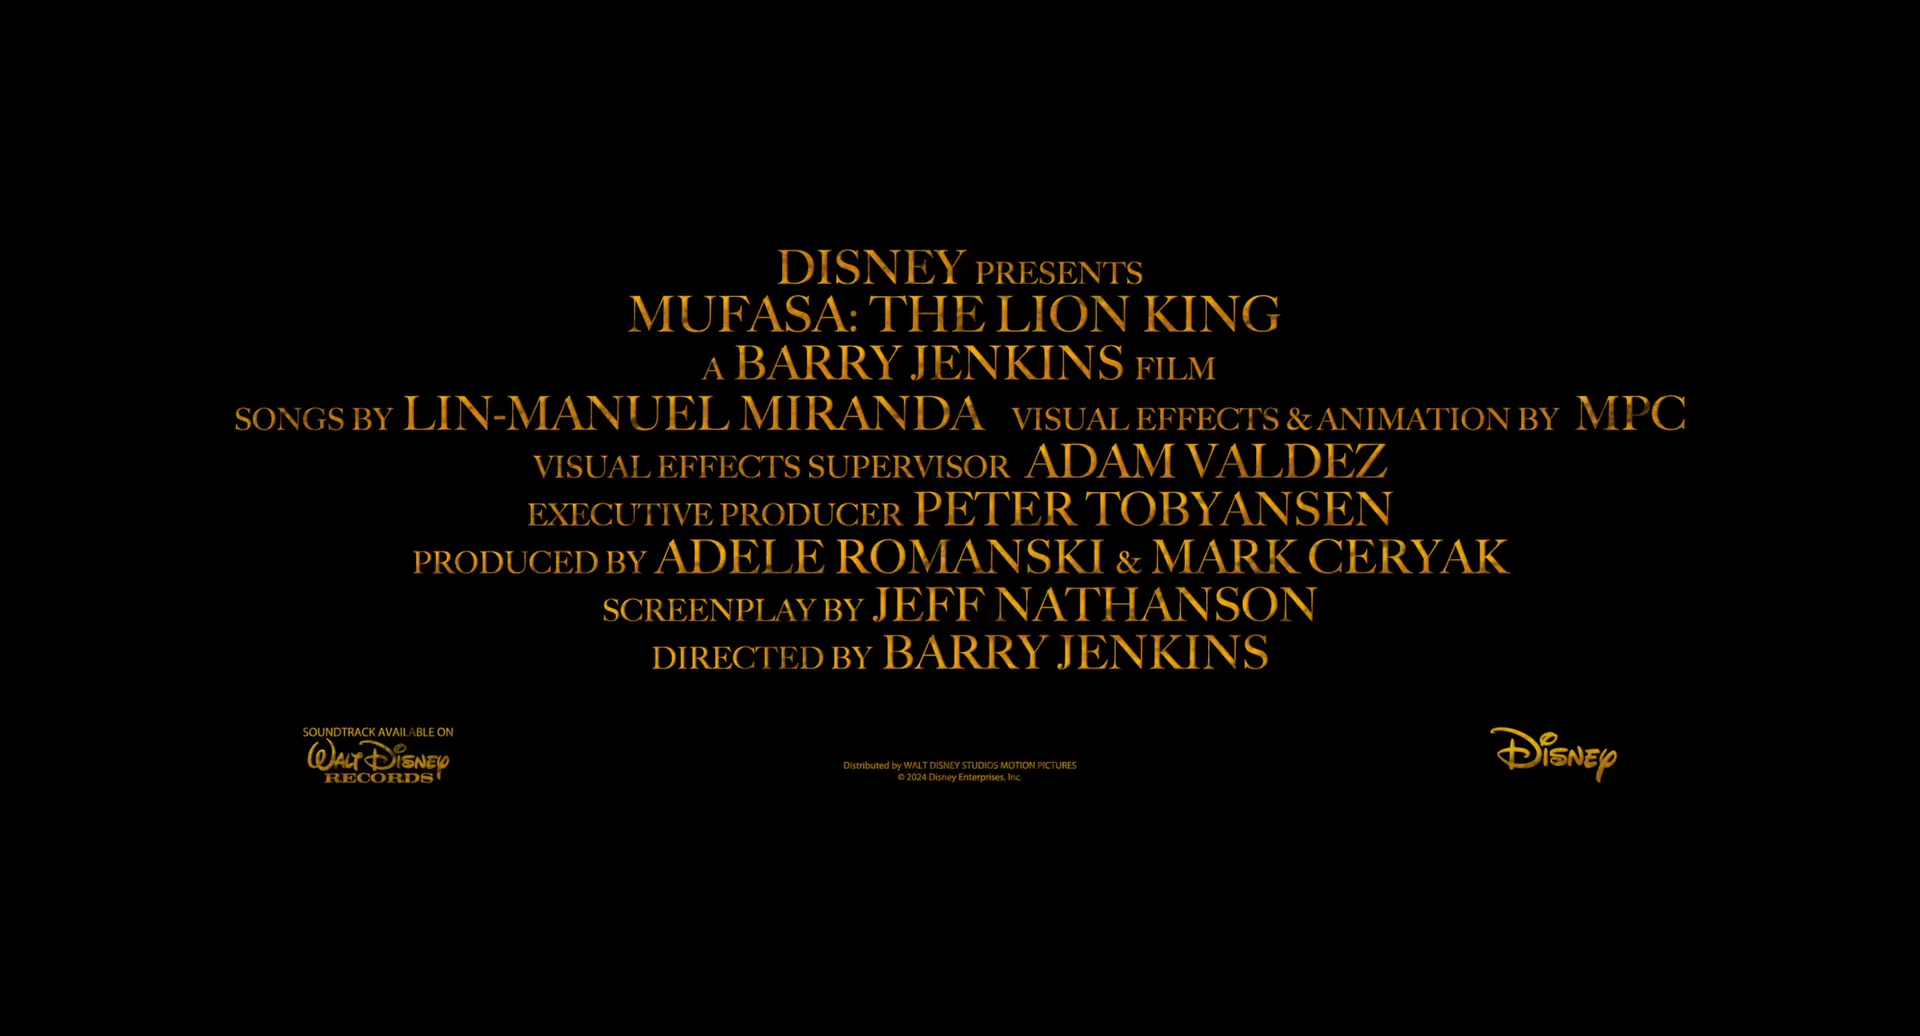 DISNEY PRESENTS
MUFASA: THE LION KING
A BARRY JENKINS FILM
SONGS BY LIN-MANUEL MIRANDA VISUAL EFFECTS & ANIMATION BY MPC
VISUAL EFFECTS SUPERVISOR ADAM VALDEZ
EXECUTIVE PRODUCER PETER TOBYANSEN
PRODUCED BY ADELE ROMANSKI & MARK CERYAK
SCREENPLAY BY JEFF NATHANSON
DIRECTED BY BARRY JENKINS
SOUNDTRACK AVAILABLE ON
WALT DISNEY
RECORDS
Distributed by WALT DISNEY STUDIOS MOTION PICTURES
© 2024 Disney Enterprises, Inc.
Disney